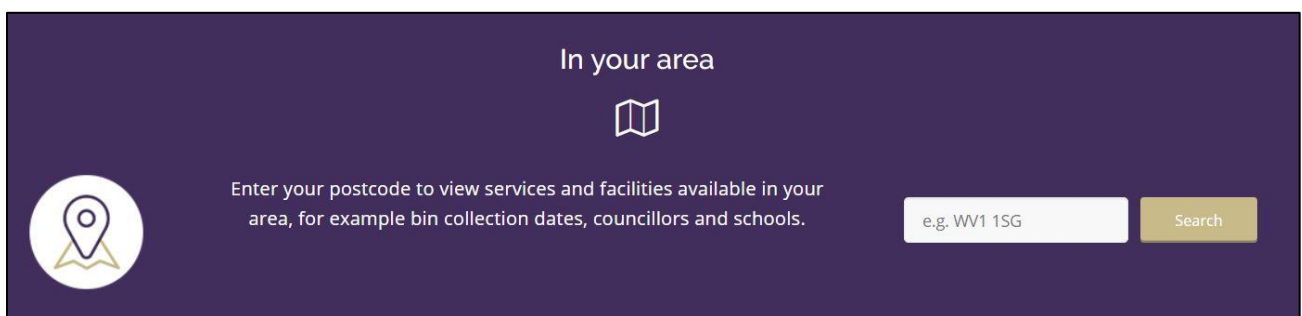 In your area
Enter your postcode to view services and facilities available in your
area, for example bin collection dates, councillors and schools.
e.g. WV1 1SG
Search